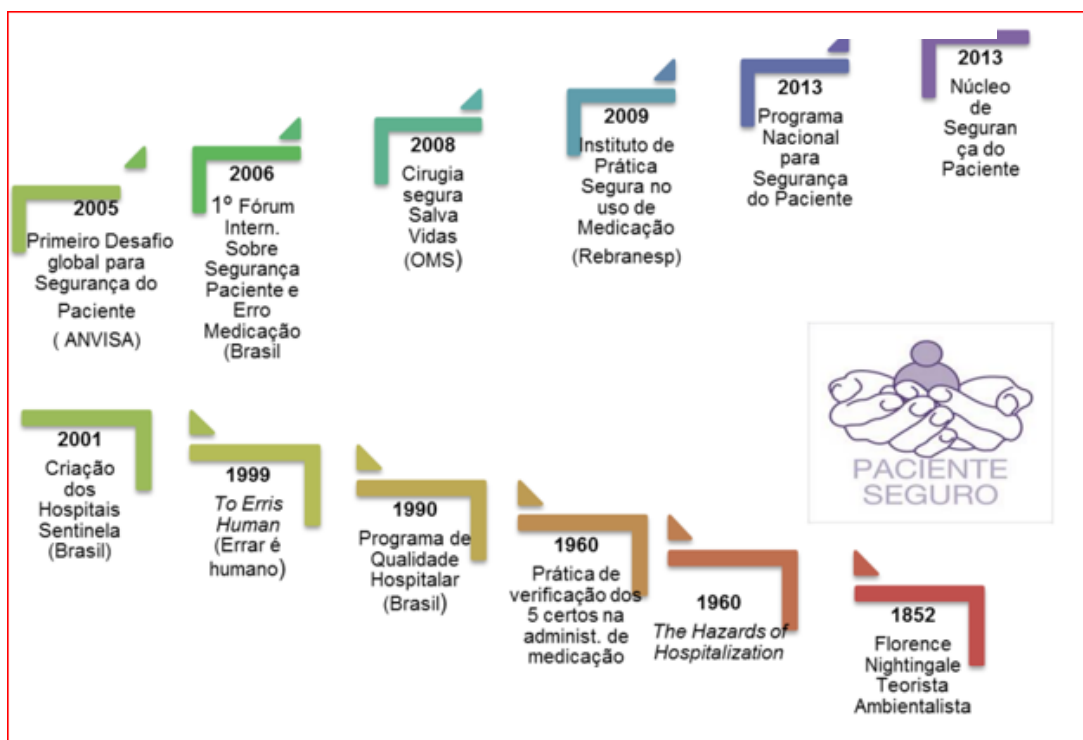 2005
Primeiro Desafio
global para
Segurança do
Paciente
( ANVISA)
2006
1º Fórum
Intern.
Sobre
Segurança
Paciente e
Erro
Medicação
(Brasil
2008
Cirugia
segura
Salva
Vidas
(OMS)
2009
Instituto de
Prática
Segura no
uso de
Medicação
(Rebranesp)
2013
Programa
Nacional
para
Segurança
do Paciente
2013
Núcleo
de
Seguran
ça do
Paciente
2001
Criação
dos
Hospitais
Sentinela
(Brasil)
1999
To Erris
Human
(Errar é
humano)
1990
Programa de
Qualidade
Hospitalar
(Brasil)
1960
Prática de
verificação dos
5 certos na
administ. de
medicação
1960
The Hazards of
Hospitalization
1852
Florence
Nightingale
Teorista
Ambientalista
PACIENTE
SEGURO